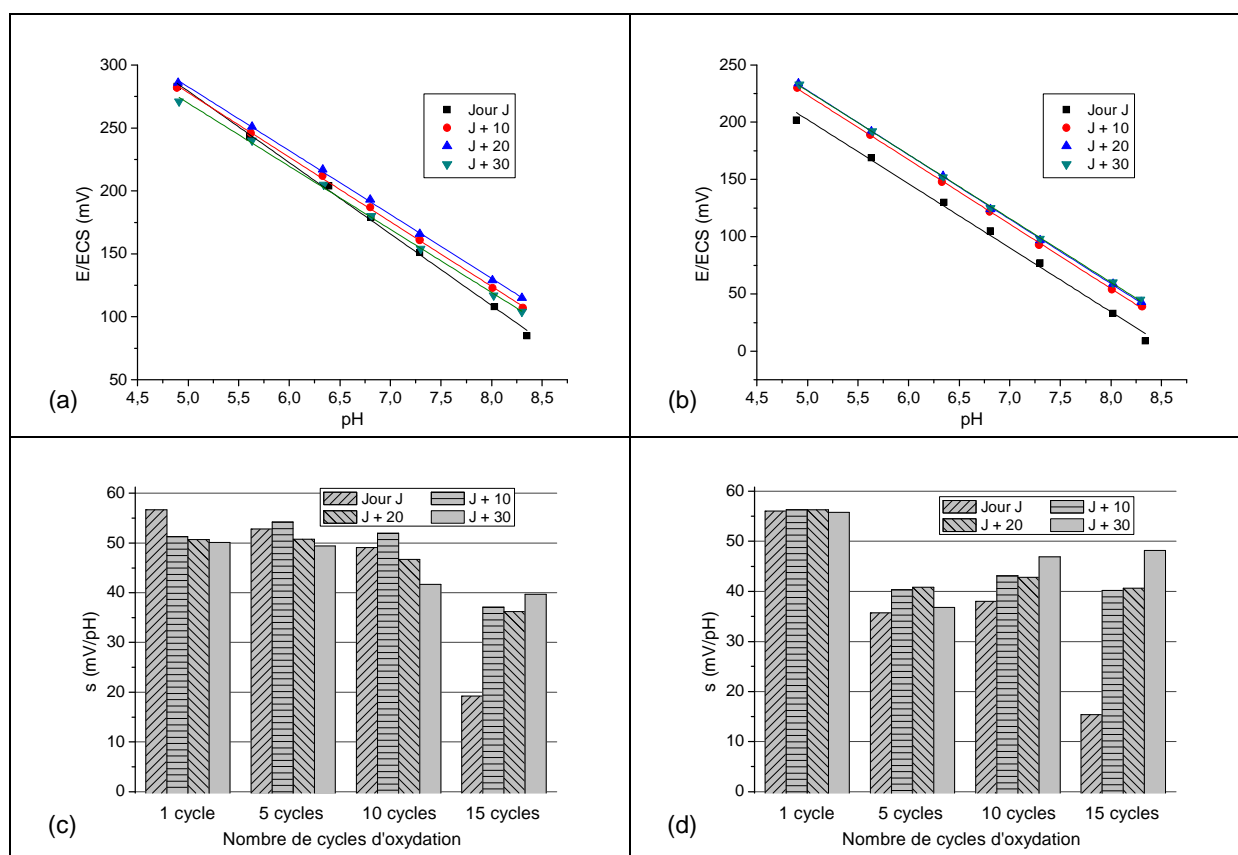 300
250
200
150
100
50
E/ECS (mV)
Jour J
J + 10
J + 20
J + 30
4,5 5,0 5,5 6,0 6,5 7,0 7,5 8,0 8,5
pH
(a)
250
200
150
100
50
0
E/ECS (mV)
Jour J
J + 10
J + 20
J + 30
4,5 5,0 5,5 6,0 6,5 7,0 7,5 8,0 8,5
pH
(b)
60
50
40
30
20
10
0
s (mV/pH)
Jour J J + 10
J + 20 J + 30
1 cycle 5 cycles 10 cycles 15 cycles
Nombre de cycles d'oxydation
(c)
60
50
40
30
20
10
0
s (mV/pH)
Jour J J + 10
J + 20 J + 30
1 cycle 5 cycles 10 cycles 15 cycles
Nombre de cycles d'oxydation
(d)